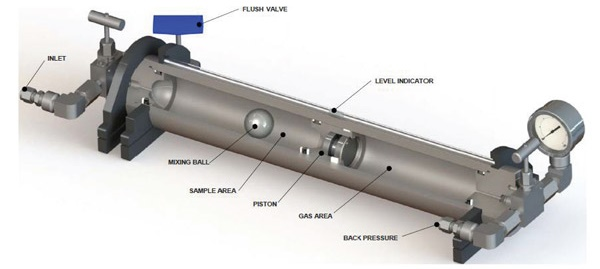 FLUSH VALVE
INLET
LEVEL INDICATOR
MIXING BALL
SAMPLE AREA
PISTON
GAS AREA
BACK PRESSURE